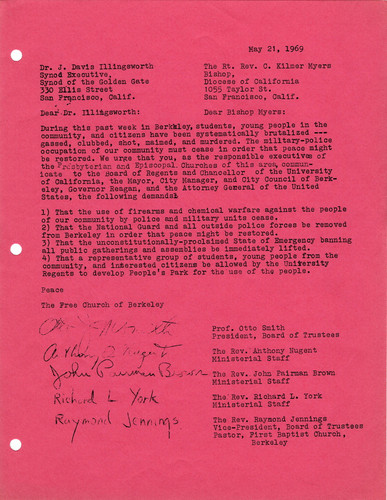 May 21, 1969
Dr. J. Davis Illingsworth
Synod Executive,
Synod of the Golden Gate
330 Ellis Street
San Francisco, Calif.
The Rt. Rev. C. Kilmer Myers
Bishop,
Diocese of California
1055 Taylor St.
San Francisco, Calif.
Dear Dr. Illingsworth:
Dear Bishop Myers:
During this past week in Berkeley, students, young people in the
community, and citizens have been systematically brutalized ---
gassed, clubbed, shot, maimed, and murdered. The military-police
occupation of our community must cease in order that peace might
be restored. We urge that you, as the responsible executives of
the Presbyterian and Episcopal Churches of this area, commun-
icate to the Board of Regents and Chancellor of the University
of California, the Mayor, City Manager, and City Council of Berk-
eley, Governor Reagan, and the Attorney General of the United
States, the following demands:
1) That the use of firearms and chemical warfare against the people
of our community by police and military units cease.
2) That the National Guard and all outside police forces be removed
from Berkeley in order that peace might be restored.
3) That the unconstitutionally-proclaimed State of Emergency banning
all public gatherings and assemblies be immediately lifted.
4) That a representative group of students, young people from the
community, and interested citizens be allowed by the University
Regents to develop People's Park for the use of the people.
Peace
The Free Church of Berkeley
Prof. Otto Smith
President, Board of Trustees
Anthony Nugent
The Rev. Anthony Nugent
Ministerial Staff
John Pairman Brown
The Rev. John Pairman Brown
Ministerial Staff
Richard L York
The Rev. Richard L. York
Ministerial Staff
Raymond Jennings
The Rev. Raymond Jennings
Vice-President, Board of Trustees
Pastor, First Baptist Church,
Berkeley